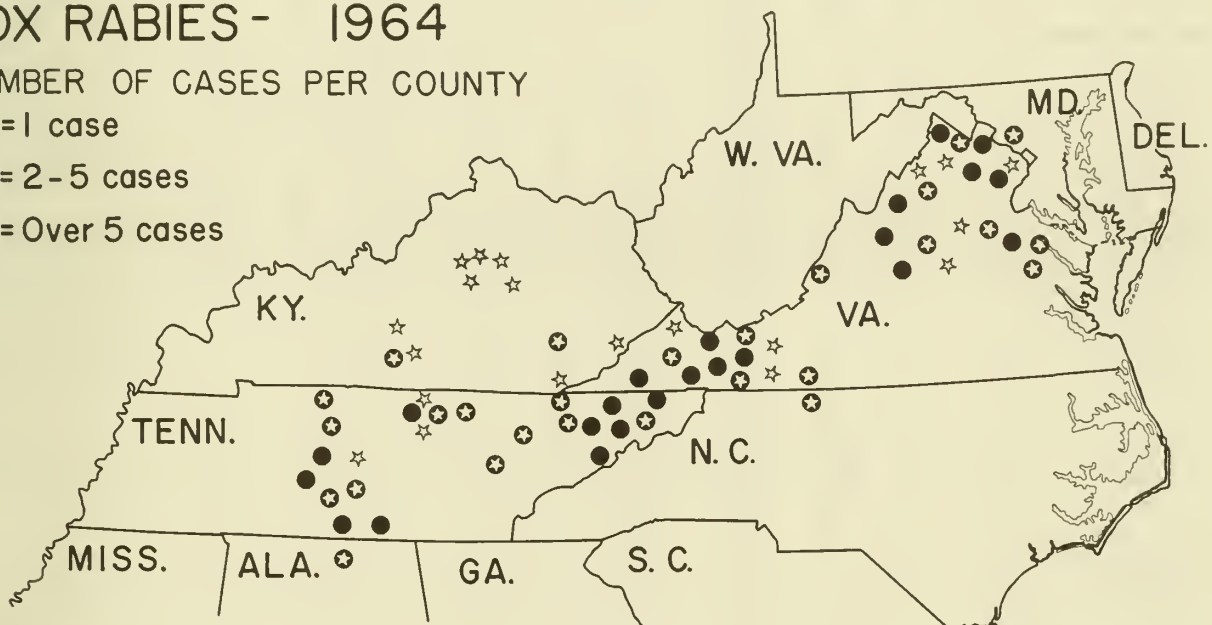 OX RABIES - 1964
MBER OF CASES PER COUNTY
= 1 case
= 2-5 cases
= Over 5 cases
MD.
DEL.
W. VA.
KY.
VA.
TENN.
N. C.
MISS.
ALA.
GA.
S. C.